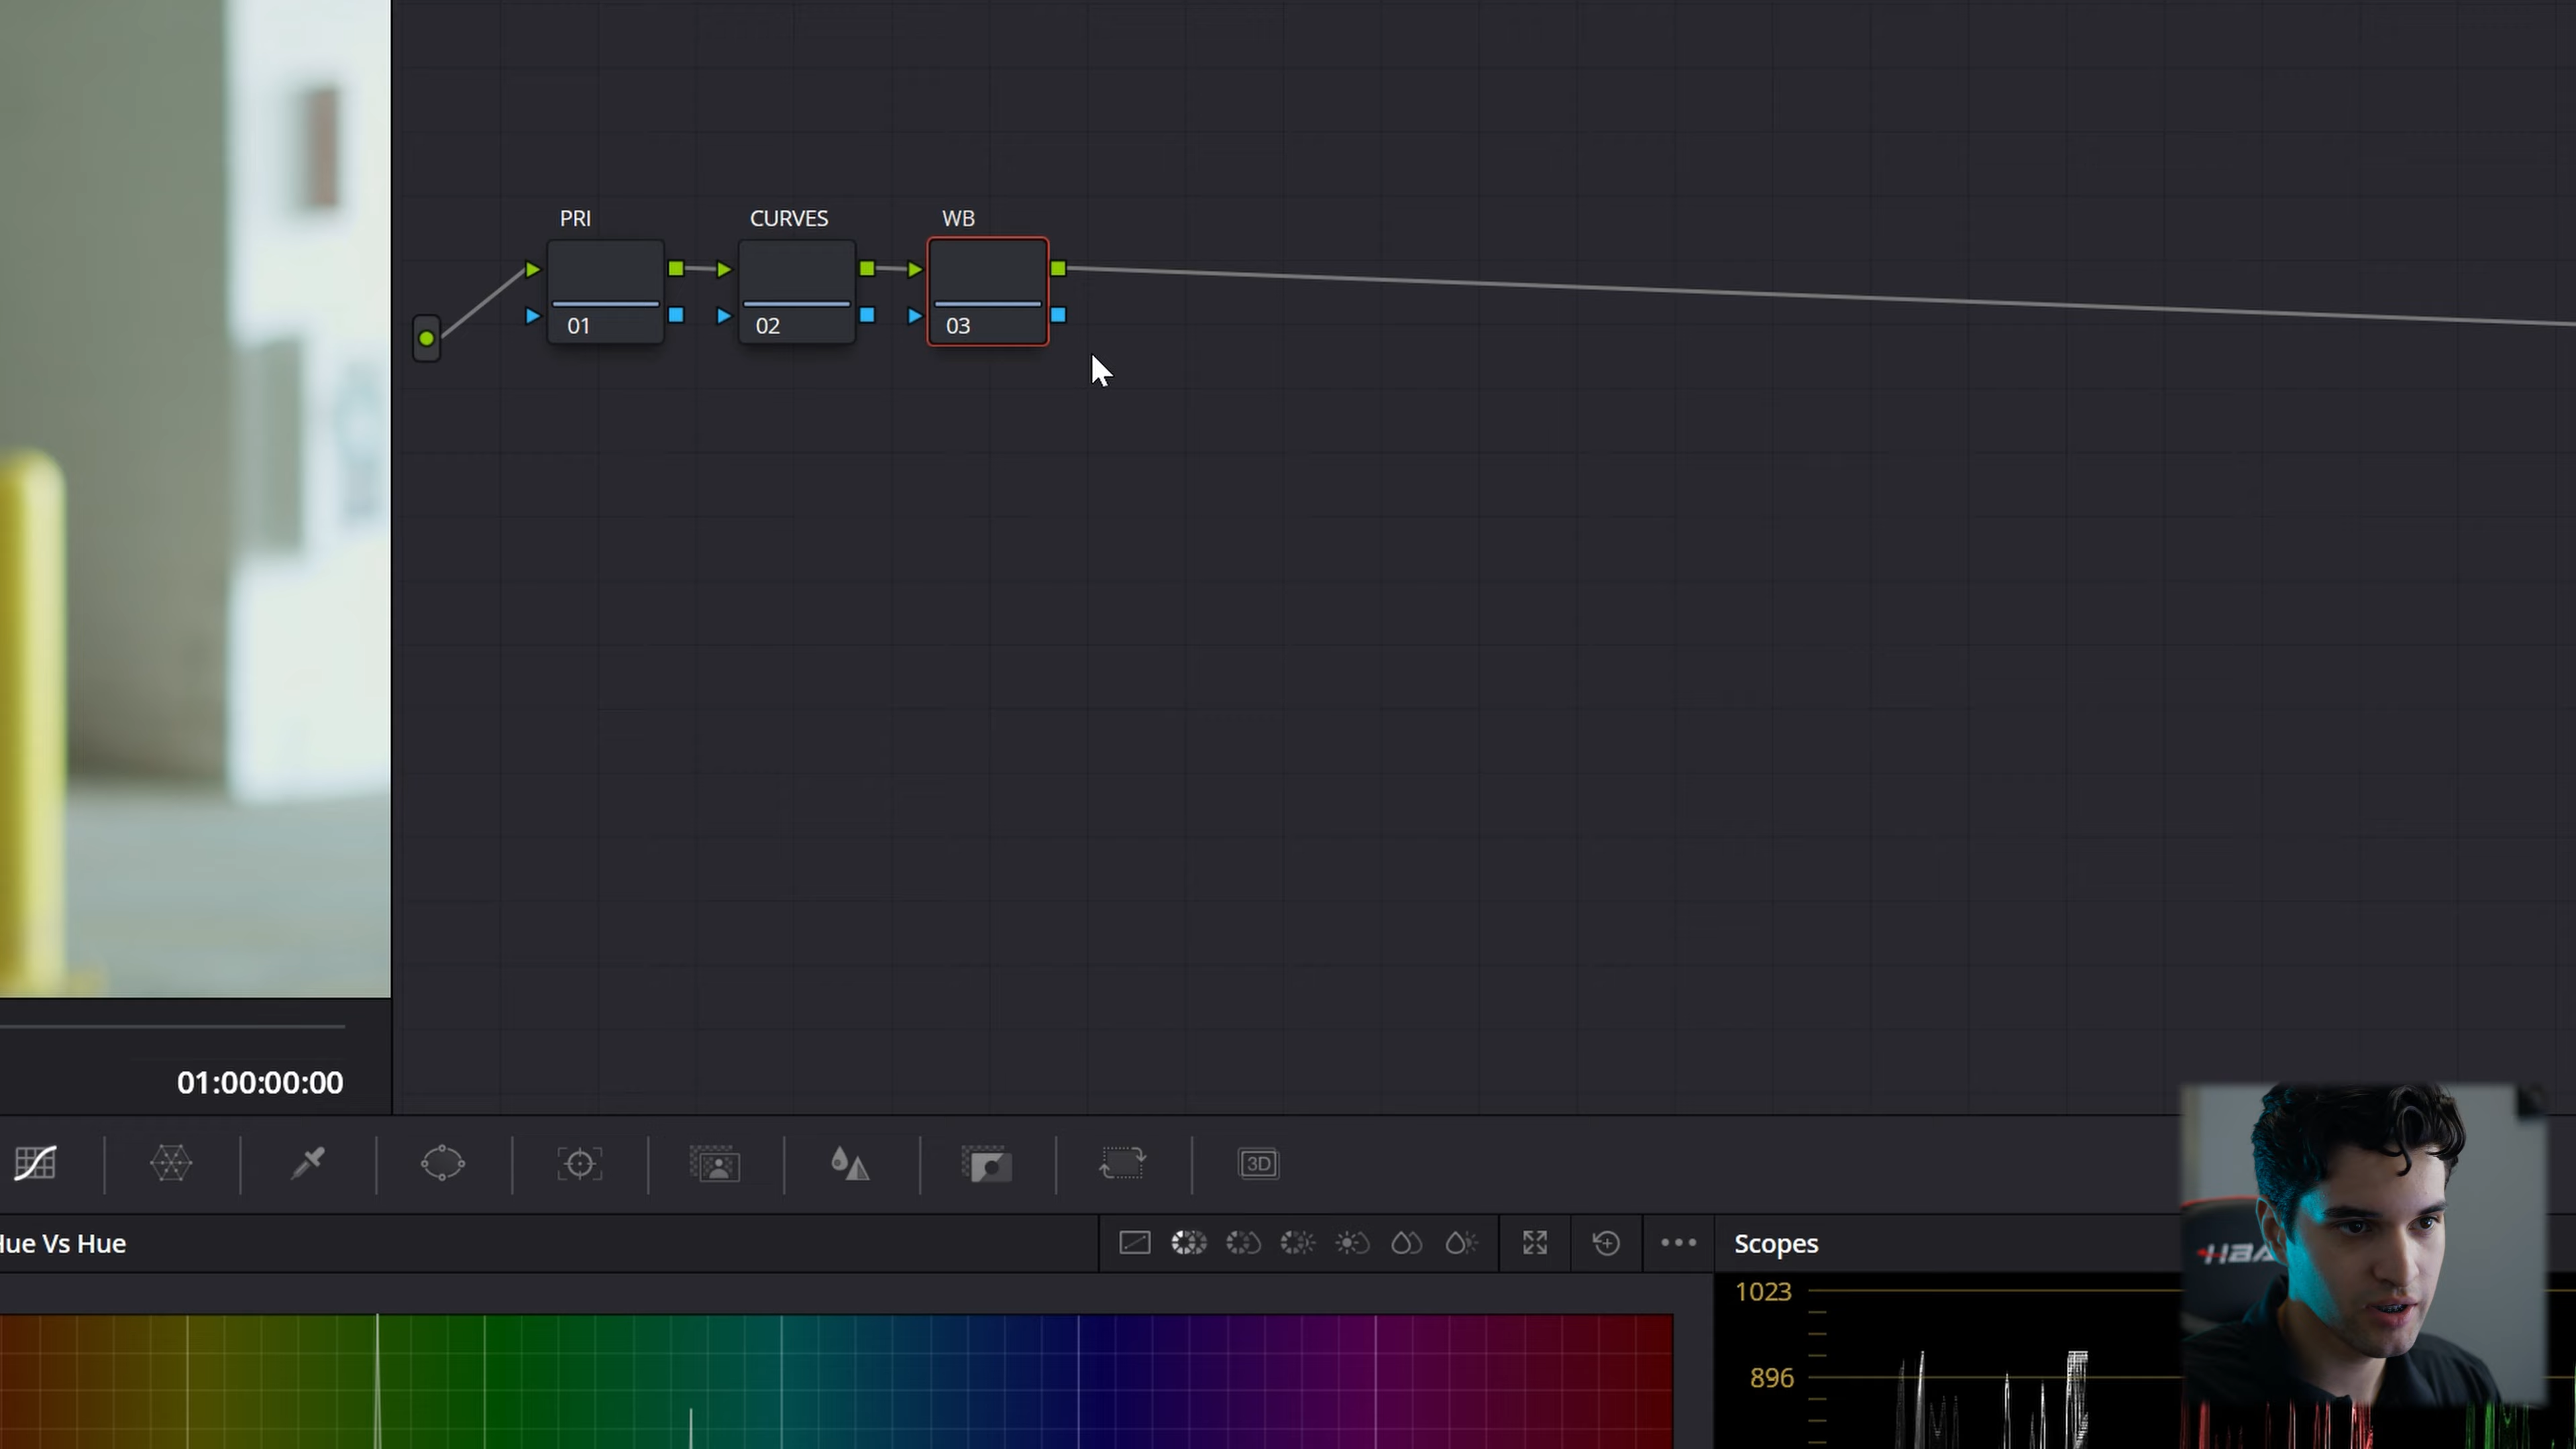 PRI
CURVES
WB
01
02
03
01:00:00:00
3D
Hue Vs Hue
Scopes
1023
896